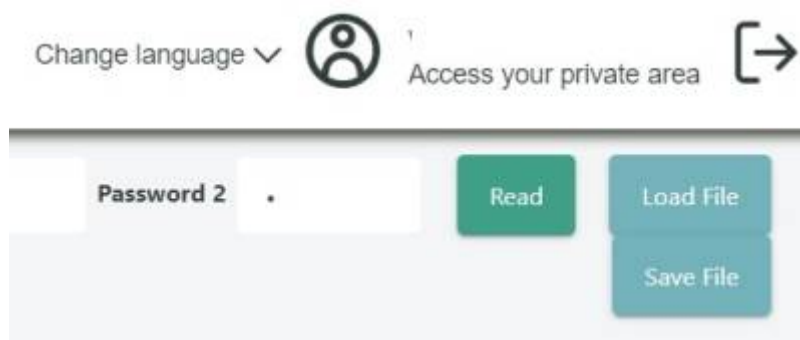 Change language
Access your private area
Password 2 .
Read
Load File
Save File